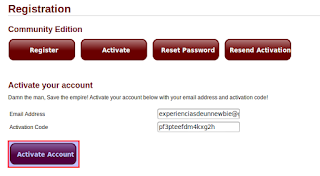 Registration
Community Edition
Register Activate Reset Password Resend Activation
Activate your account
Damn the man, Save the empire! Activate your account below with your email address and activation code!
Email Address experienciasdeunnewbie@
Activation Code pf3pteefdm4kxg2h
Activate Account